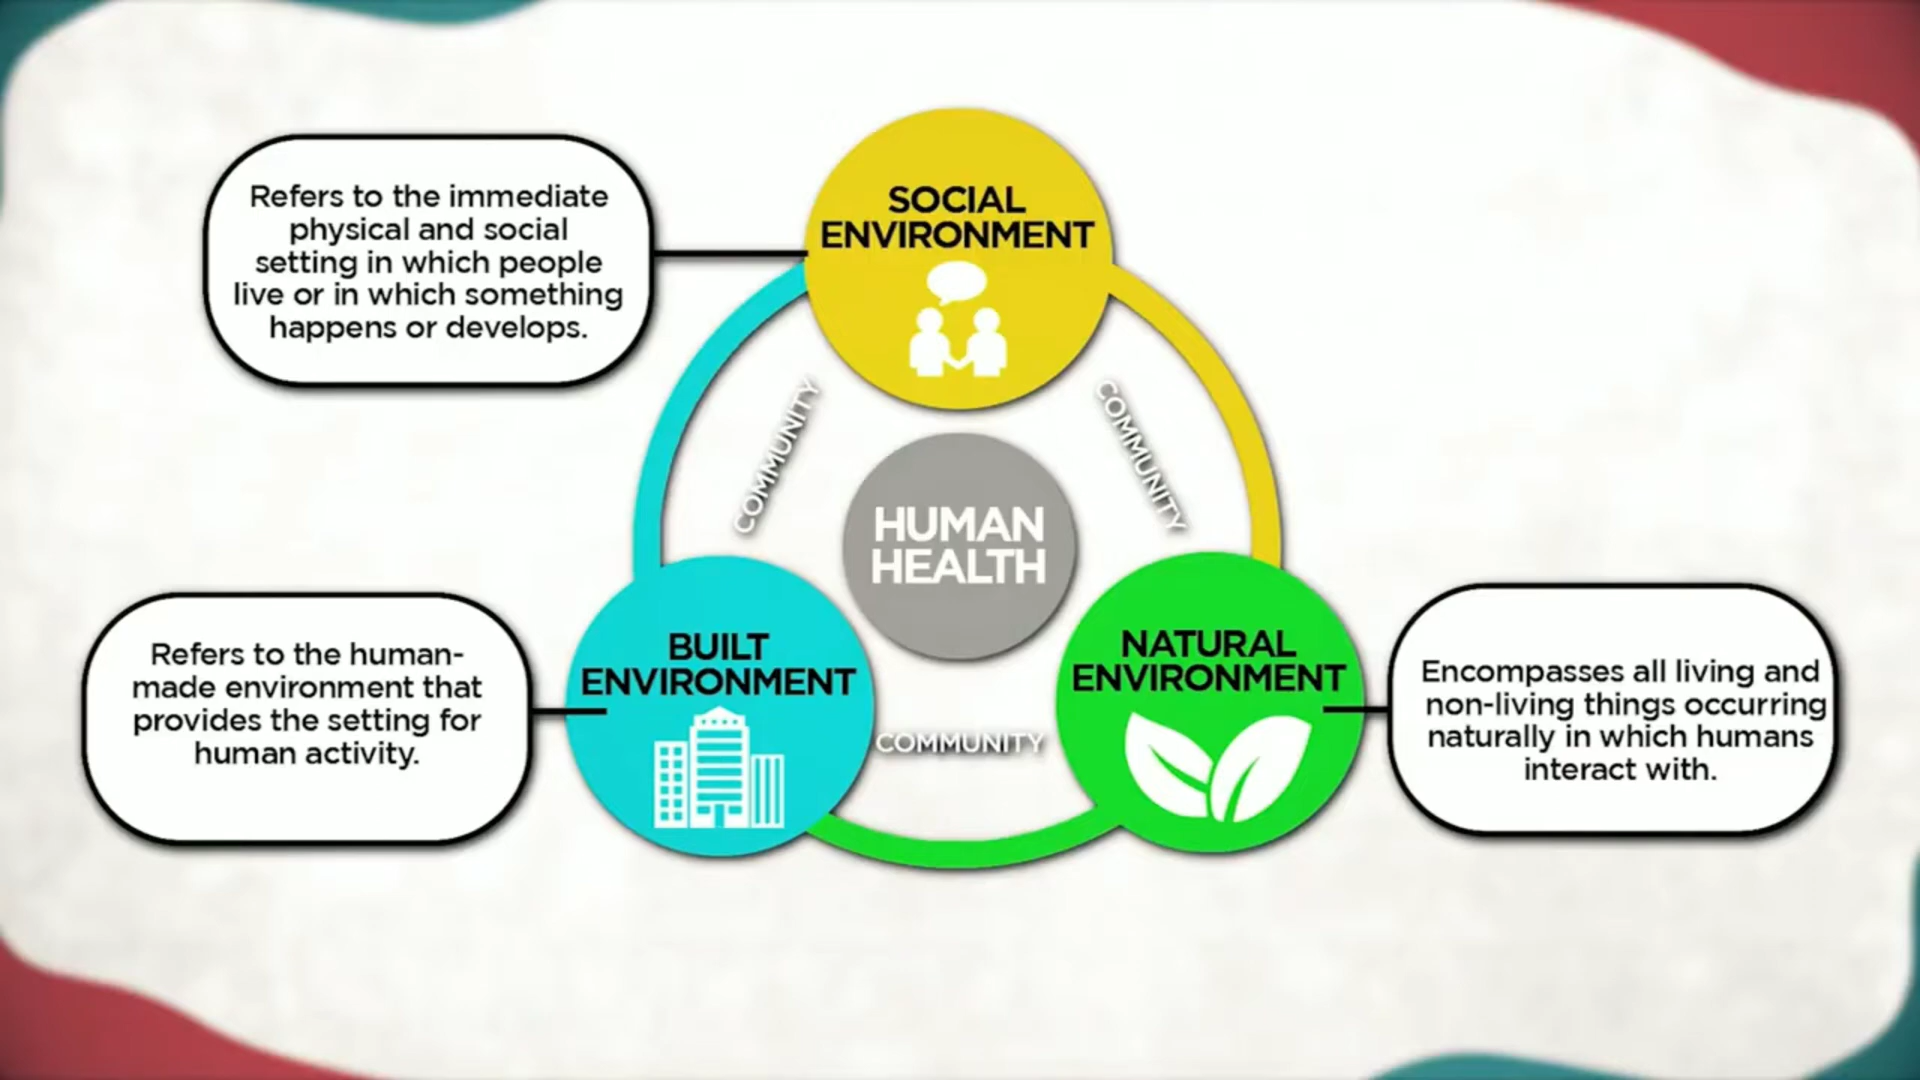 SOCIAL
ENVIRONMENT
Refers to the immediate
physical and social
setting in which people
live or in which something
happens or develops.
COMMUNITY
COMMUNITY
HUMAN
HEALTH
BUILT
ENVIRONMENT
Refers to the human-
made environment that
provides the setting for
human activity.
COMMUNITY
NATURAL
ENVIRONMENT
Encompasses all living and
non-living things occurring
naturally in which humans
interact with.